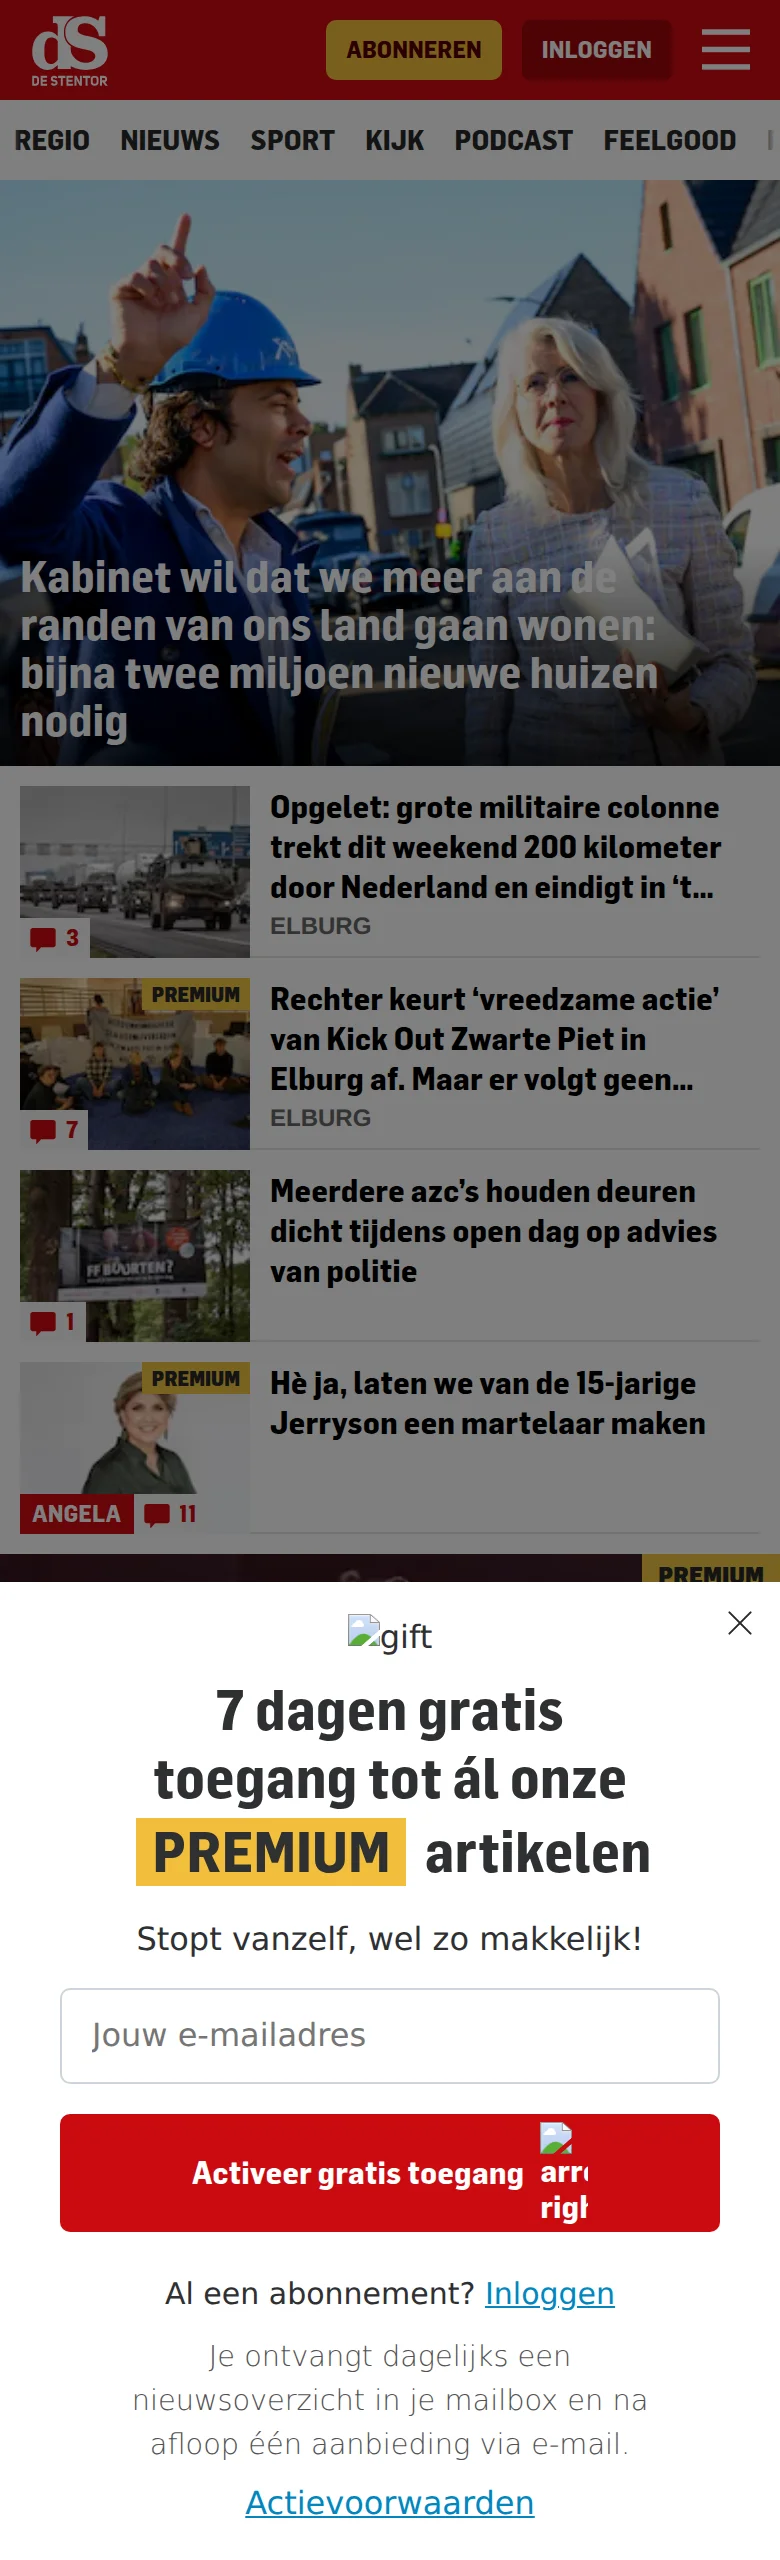 dS
DE STENTOR
ABONNEREN
INLOGGEN
REGIO NIEUWS SPORT KIJK PODCAST FEELGOOD
Kabinet wil dat we meer aan de
randen van ons land gaan wonen:
bijna twee miljoen nieuwe huizen
nodig
Opgelet: grote militaire colonne
trekt dit weekend 200 kilometer
door Nederland en eindigt in ‘t...
ELBURG
3
PREMIUM
Rechter keurt ‘vreedzame actie’
van Kick Out Zwarte Piet in
Elburg af. Maar er volgt geen...
ELBURG
7
Meerdere azc’s houden deuren
dicht tijdens open dag op advies
van politie
FF BUURTEN?
1
PREMIUM
Hè ja, laten we van de 15-jarige
Jerryson een martelaar maken
ANGELA
11
PREMIUM
gift
7 dagen gratis
toegang tot ál onze
PREMIUM artikelen
Stopt vanzelf, wel zo makkelijk!
Jouw e-mailadres
Activeer gratis toegang
Al een abonnement? Inloggen
Je ontvangt dagelijks een
nieuwsoverzicht in je mailbox en na
afloop één aanbieding via e-mail.
Actievoorwaarden